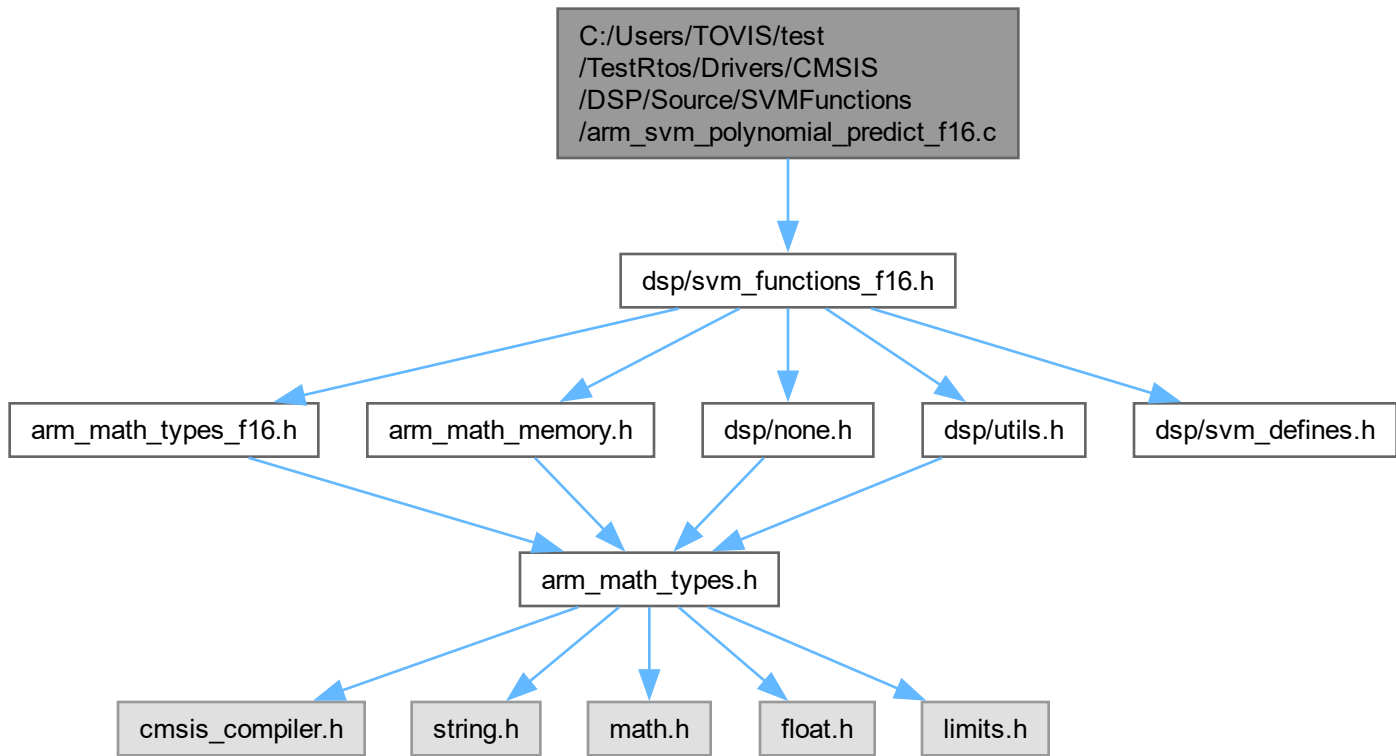 C:/Users/TOVIS/test
/TestRtos/Drivers/CMSIS
/DSP/Source/SVMFunctions
/arm_svm_polynomial_predict_f16.c
dsp/svm_functions_f16.h
arm_math_types_f16.h
arm_math_memory.h
dsp/none.h
dsp/utils.h
dsp/svm_defines.h
arm_math_types.h
cmsis_compiler.h
string.h
math.h
float.h
limits.h